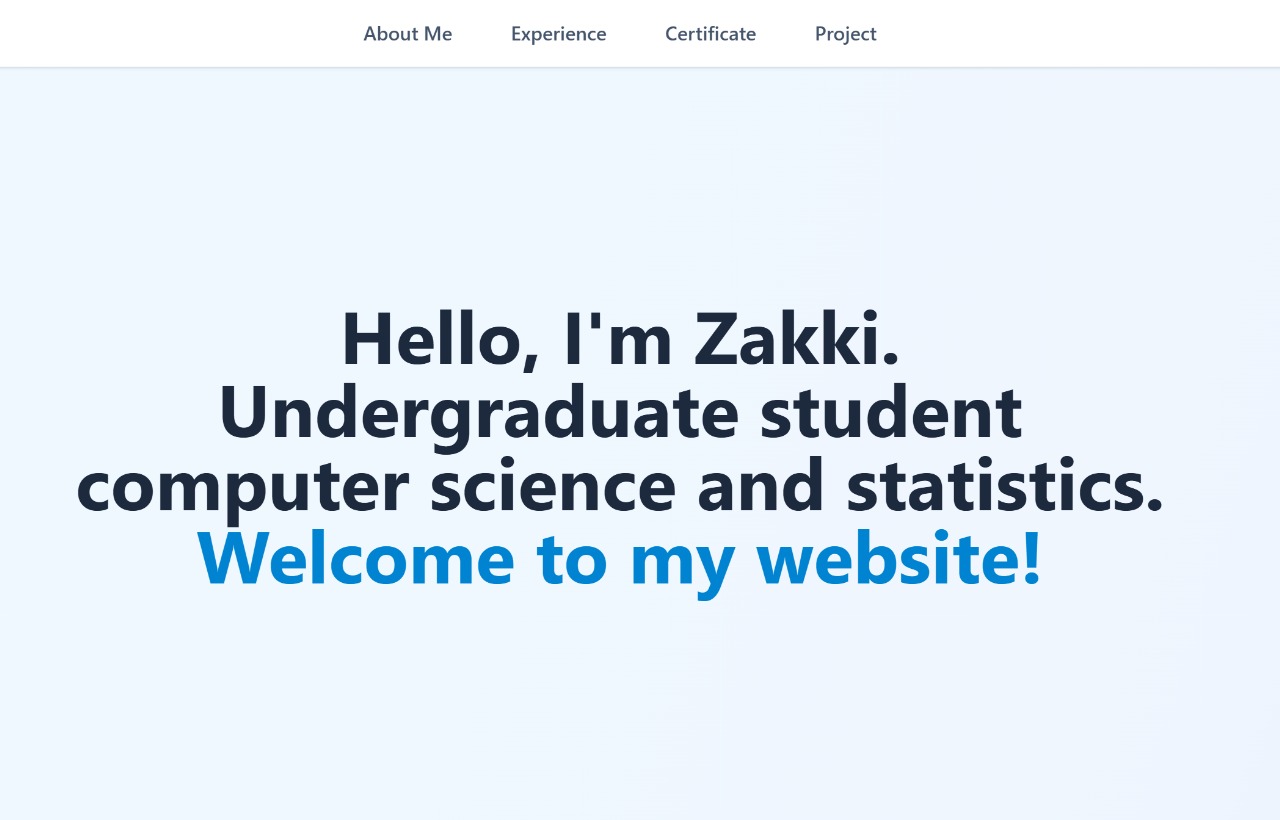 About Me Experience Certificate Project
Hello, I'm Zakki.
Undergraduate student
computer science and statistics.
Welcome to my website!